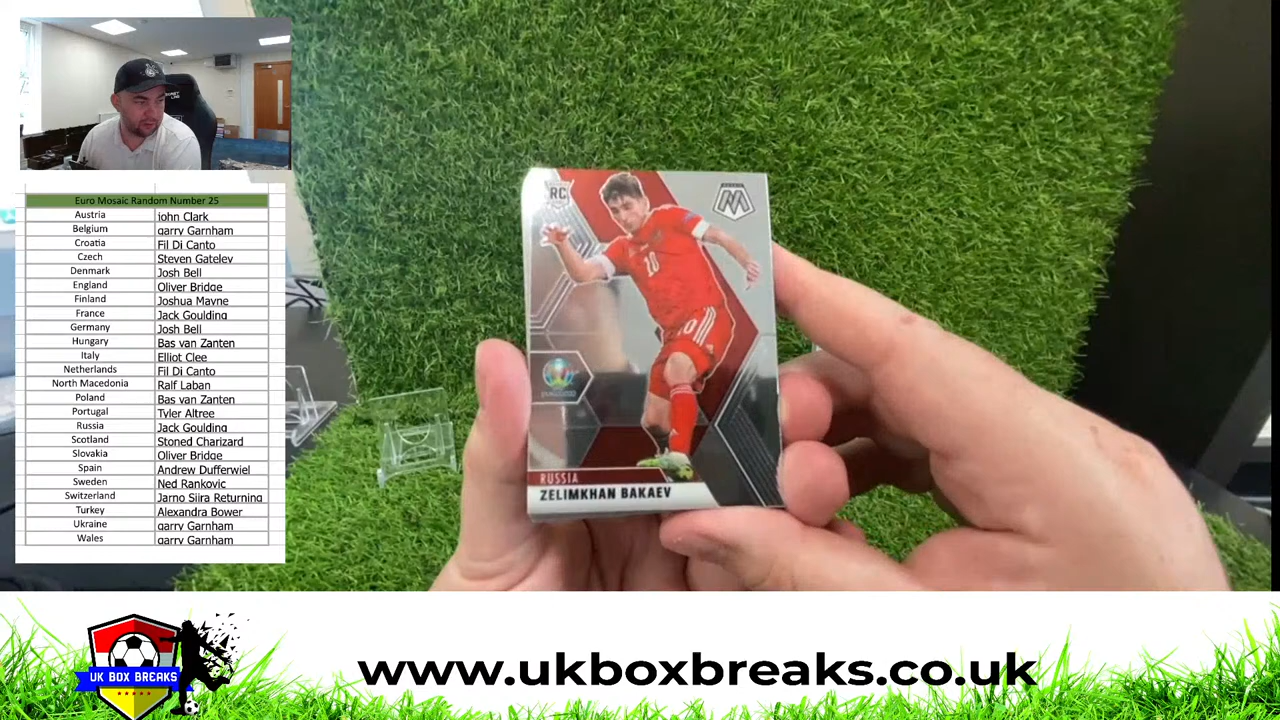 Euro Mosaic Random Number 25
Austria john Clark
Belgium garry Garnham
Croatia Fil Di Canto
Czech Steven Gatelev
Denmark Josh Bell
England Oliver Bridge
Finland Joshua Mayne
France Jack Goulding
Germany Josh Bell
Hungary Bas van Zanten
Italy Elliot Clee
Netherlands Fil Di Canto
North Macedonia Ralf Laban
Poland Bas van Zanten
Portugal Tyler Altree
Russia Jack Goulding
Scotland Stoned Charizard
Slovakia Oliver Bridge
Spain Andrew Dufferwiel
Sweden Ned Rankovic
Switzerland Jarno Siira Returning
Turkey Alexandra Bower
Ukraine garry Garnham
Wales garry Garnham
RC
10
10
RUSSIA
ZELIMKHAN BAKAEV
UK BOX BREAKS
www.ukboxbreaks.co.uk